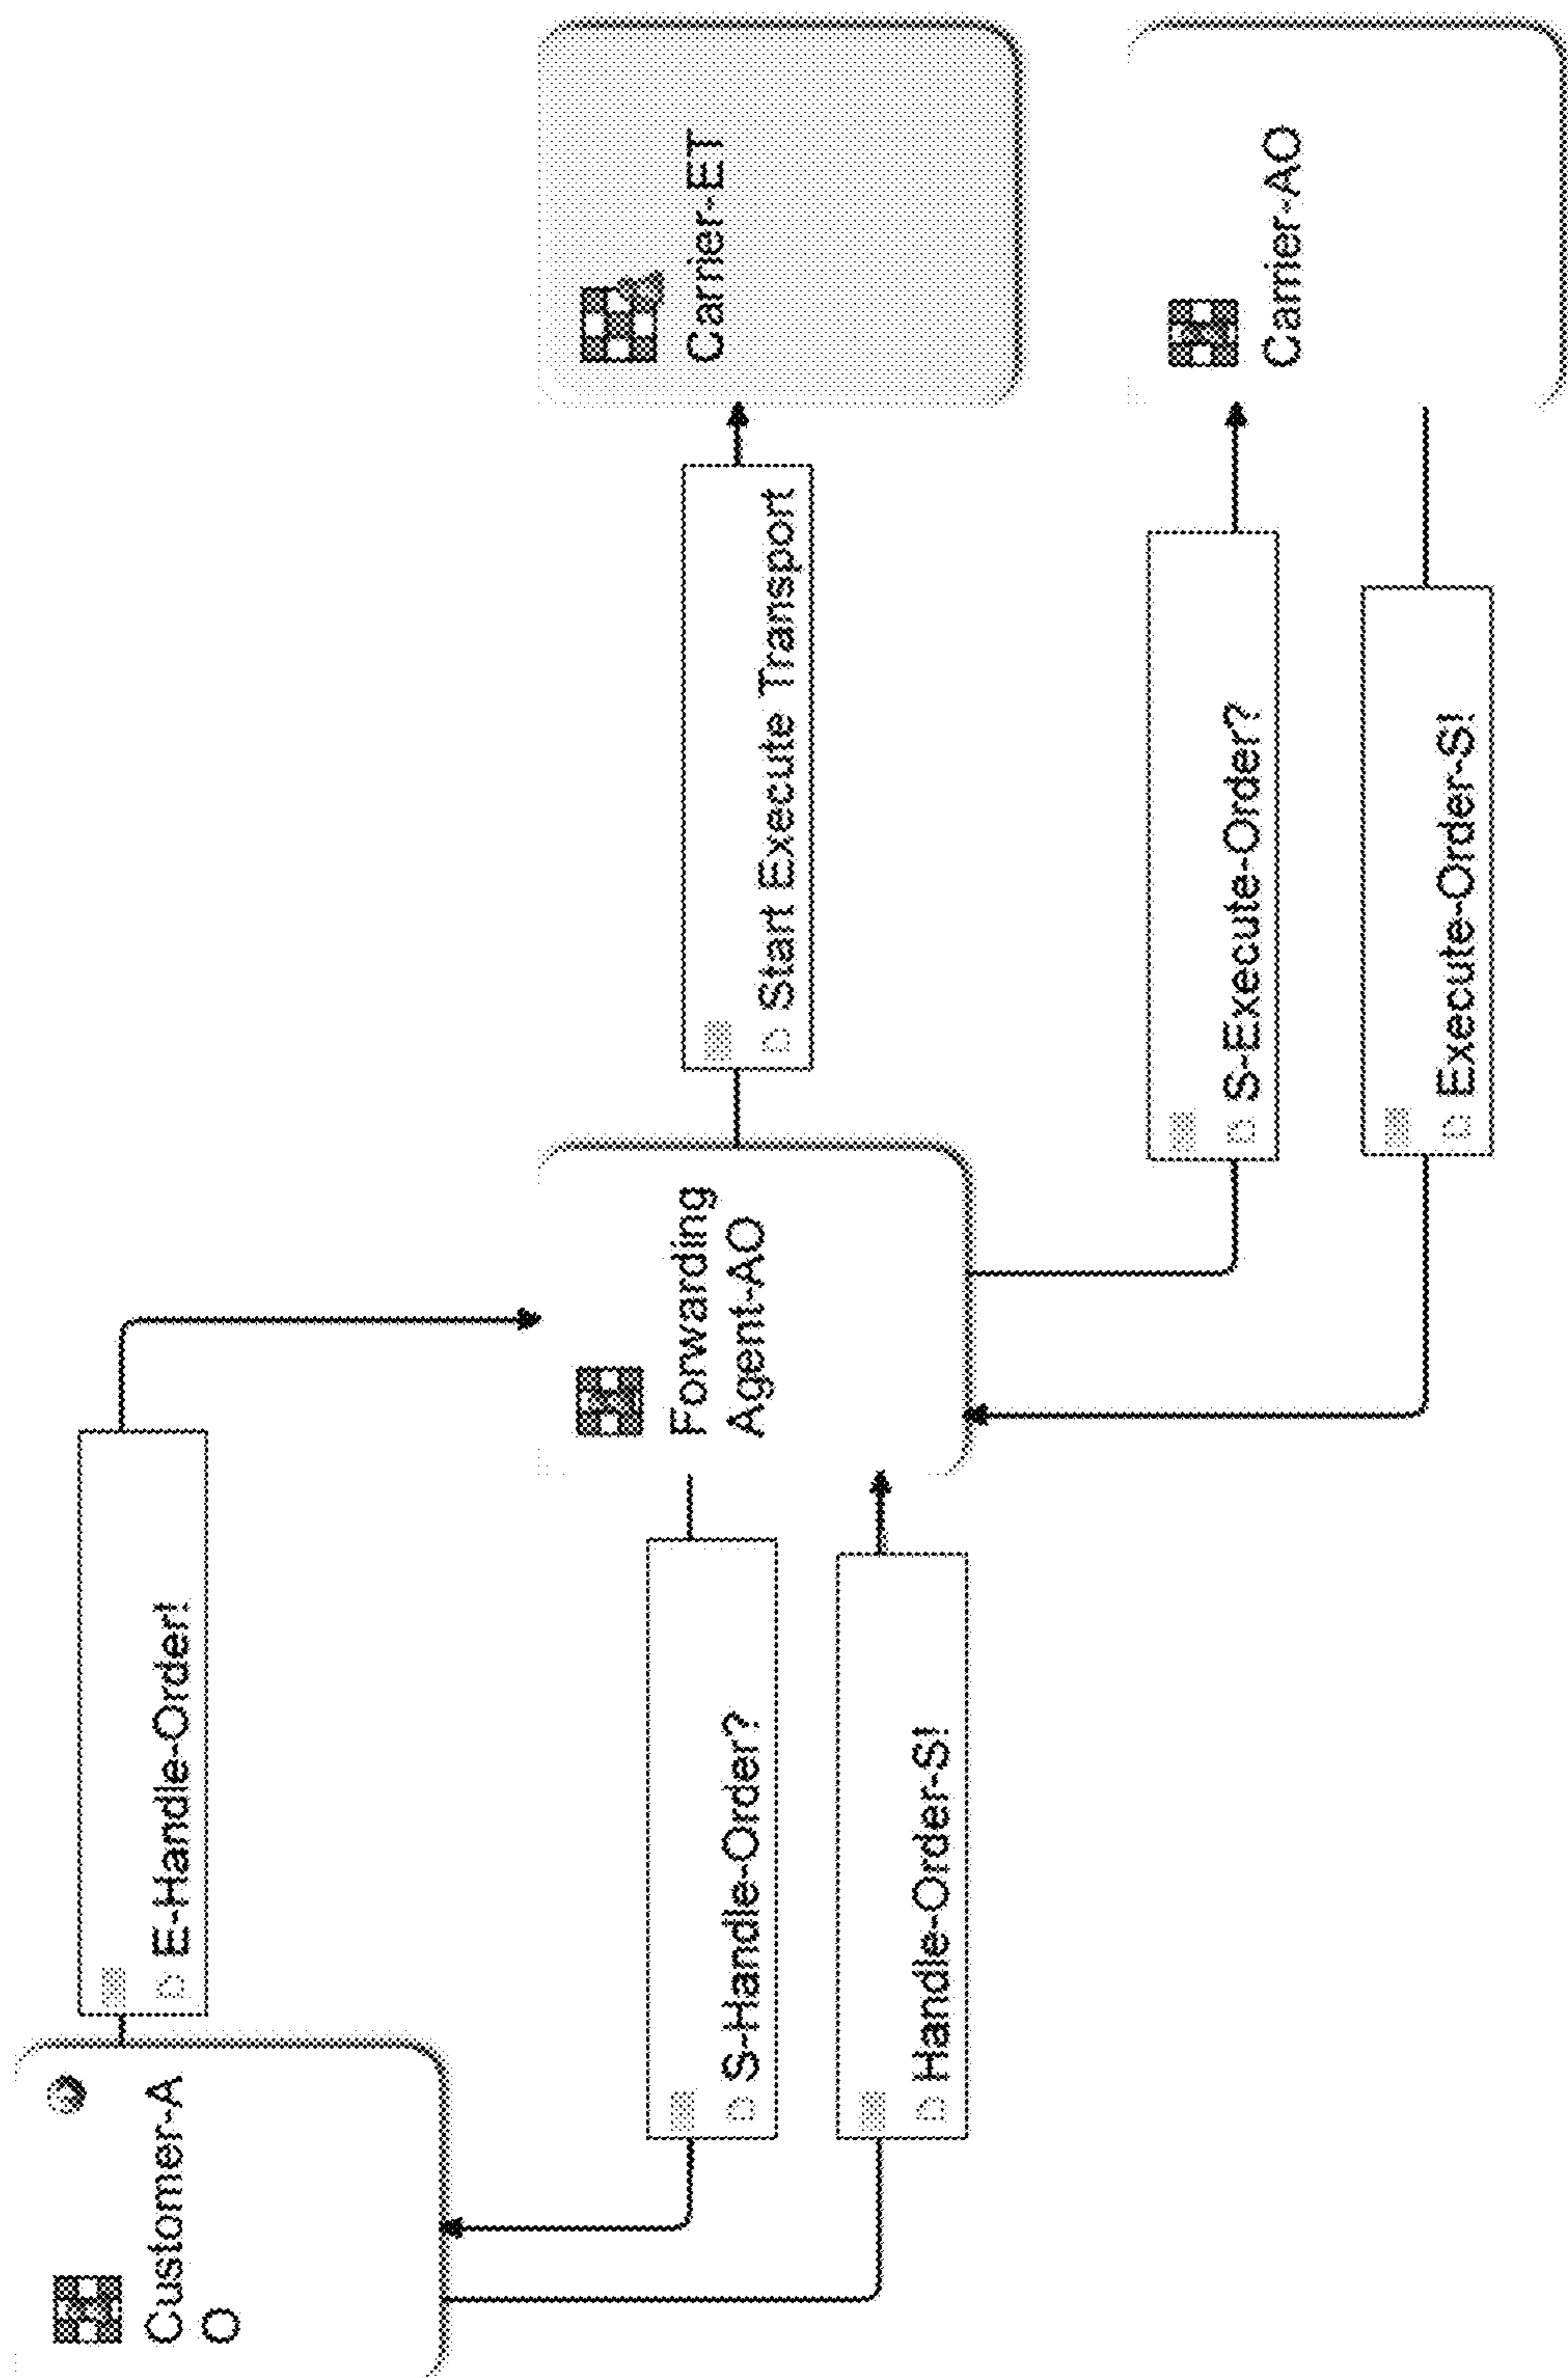 Customer-A
O
E-Handle-Order!
S-Handle-Order?
Handle-Order-S!
Forwarding
Agent-AO
Start Execute Transport
Carrier-ET
S-Execute-Order?
Execute-Order-S!
Carrier-AO